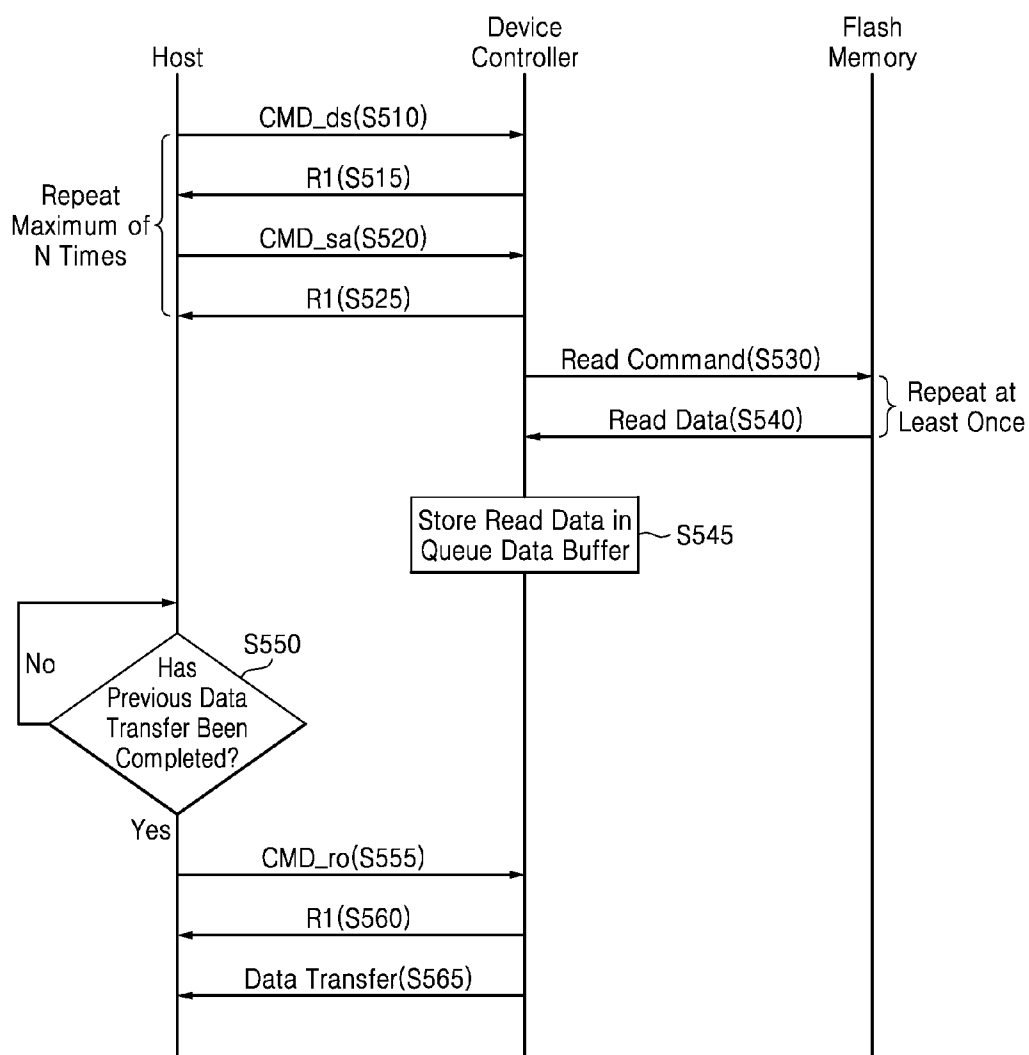 Host
Device
Controller
Flash
Memory
CMD_ds(S510)
R1(S515)
Repeat
Maximum of
N Times
CMD_sa(S520)
R1(S525)
Read Command(S530)
Repeat at
Least Once
Read Data(S540)
Store Read Data in
Queue Data Buffer
S545
No
S550
Has
Previous Data
Transfer Been
Completed?
Yes
CMD_ro(S555)
R1(S560)
Data Transfer(S565)